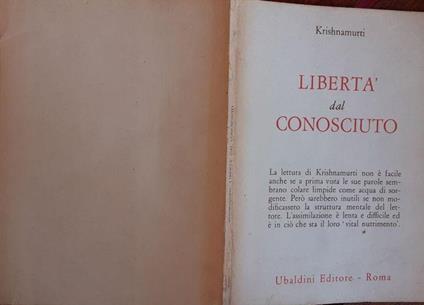 Krishnamurti
LIBERTA'
dal
CONOSCIUTO
La lettura di Krishnamurti non è facile
anche se a prima vista le sue parole sem-
brano colare limpide come acqua di sor-
gente. Però sarebbero inutili se non mo-
dificassero la struttura mentale del let-
tore. L'assimilazione è lenta e difficile ed
è in ciò che sta il loro 'vital nutrimento'.
Ubaldini Editore - Roma